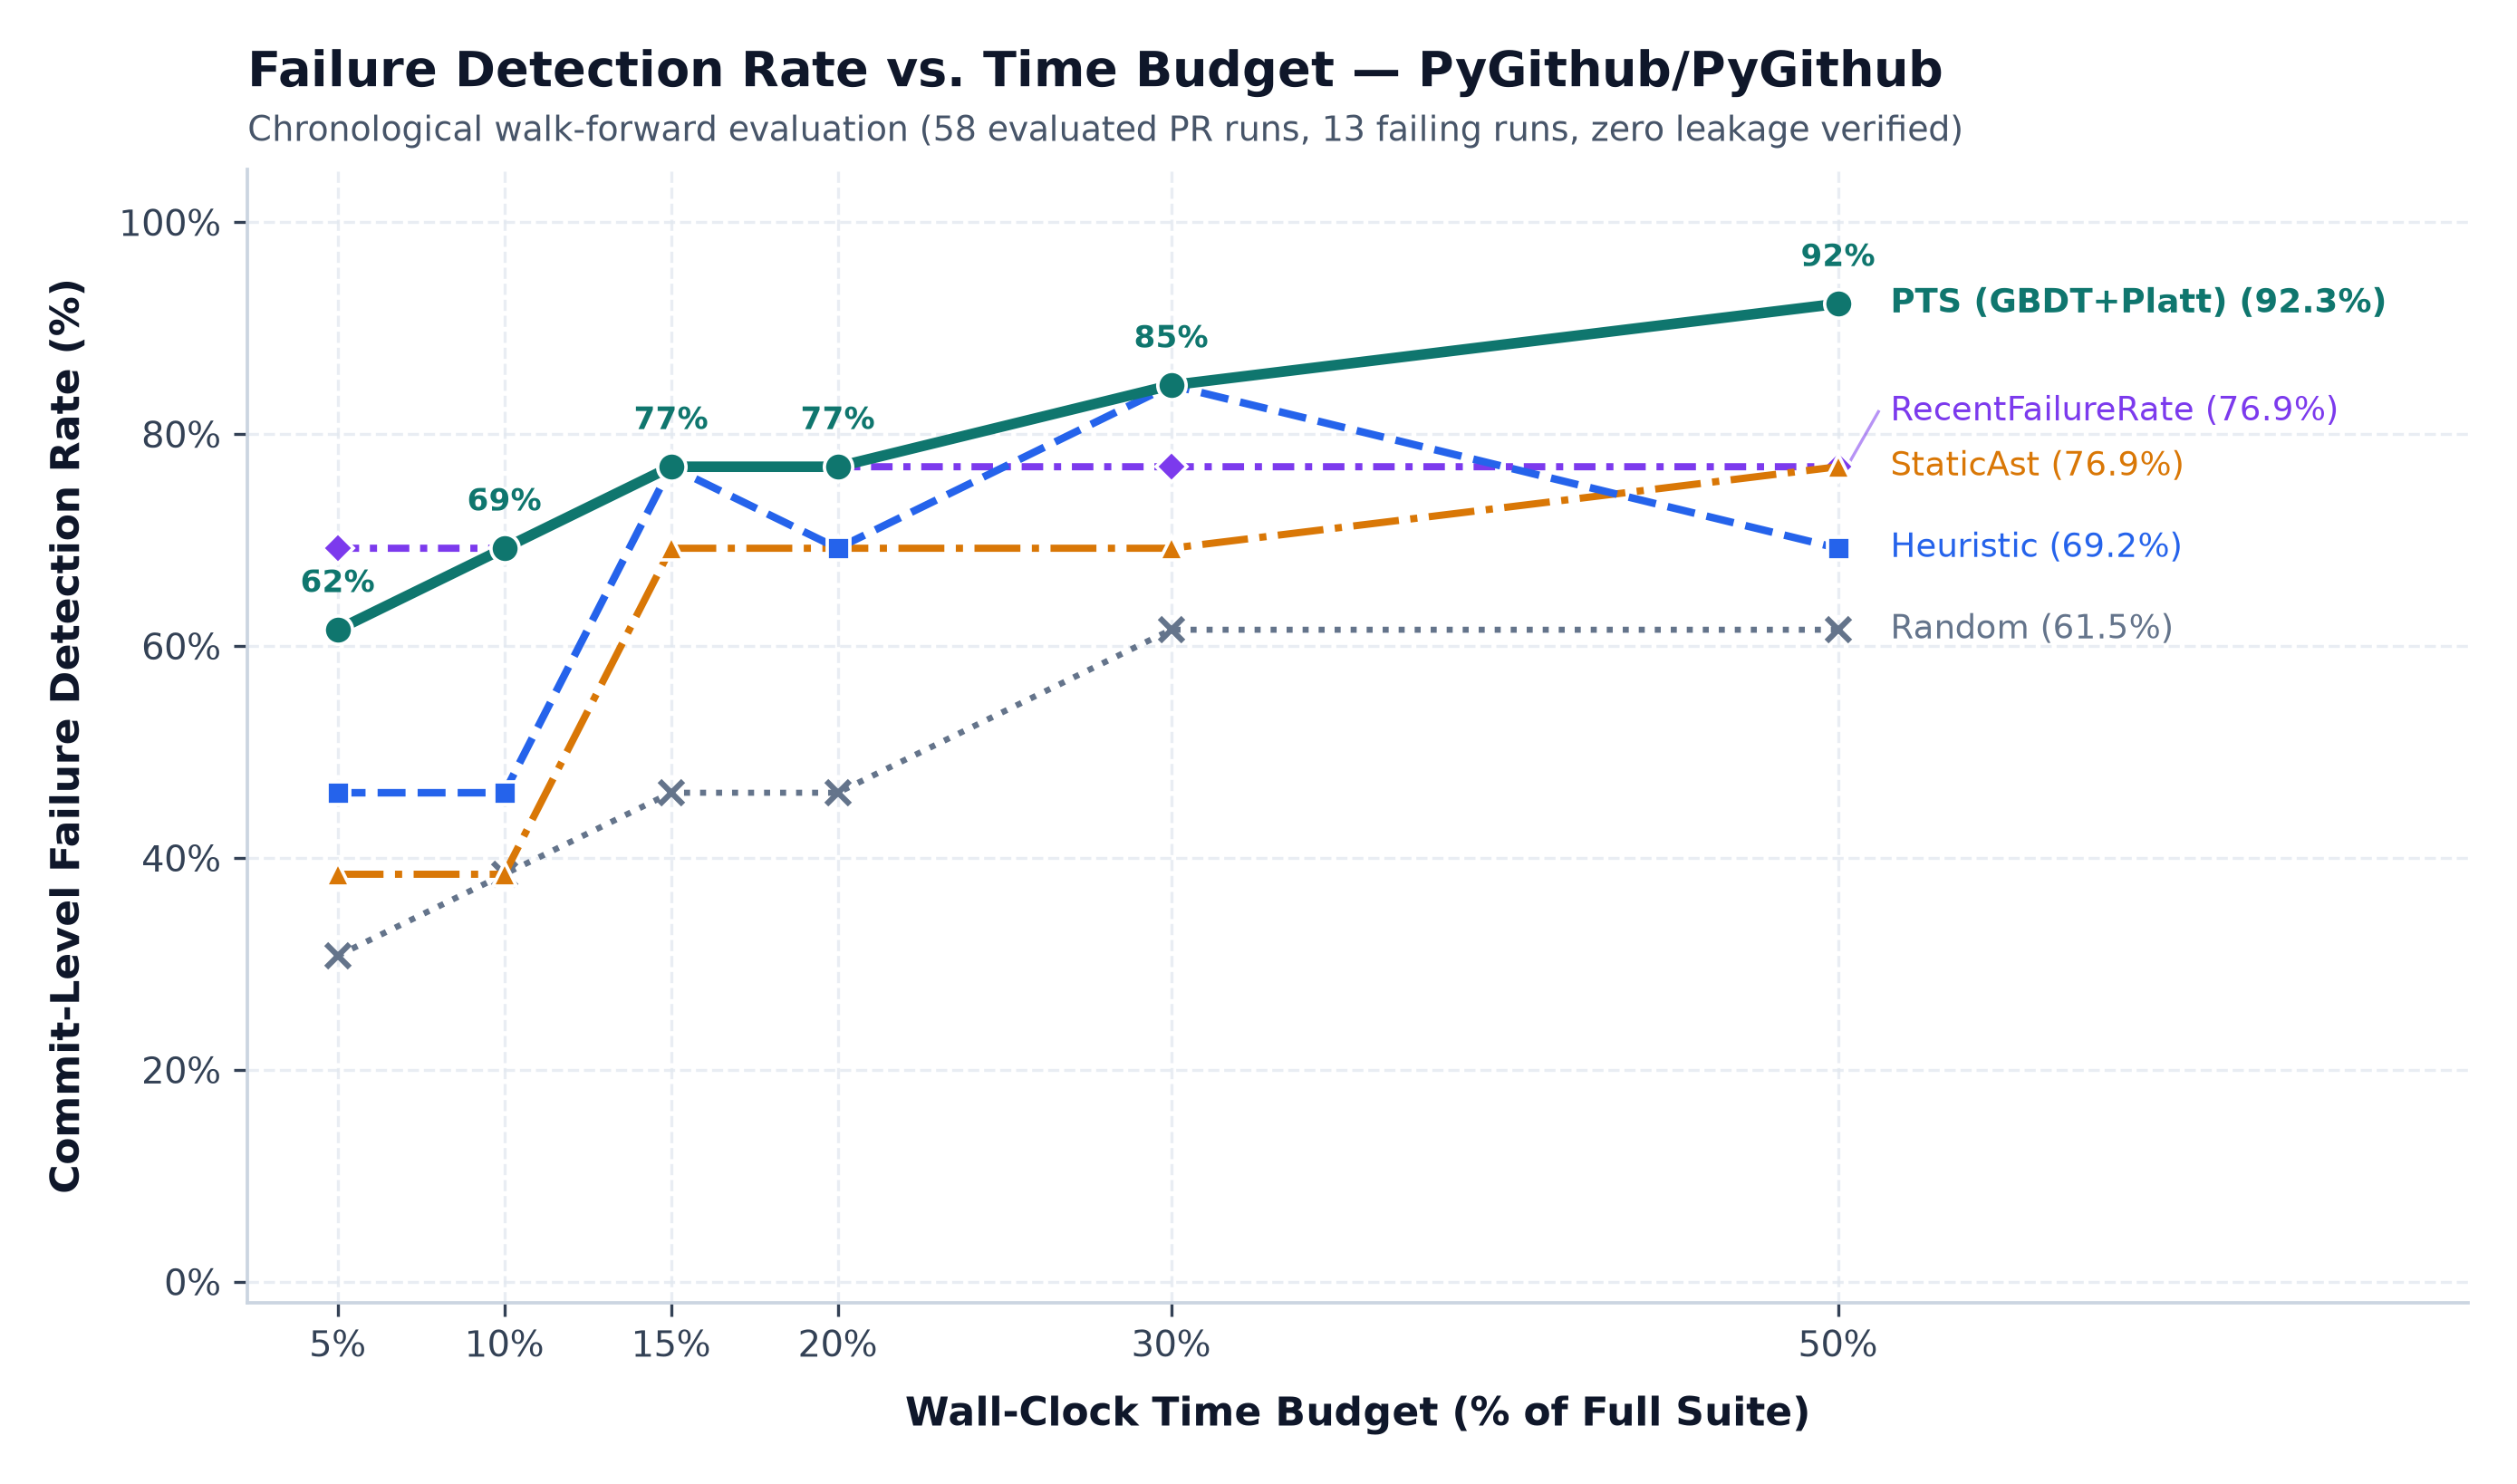 Failure Detection Rate vs. Time Budget — PyGithub/PyGithub
Chronological walk-forward evaluation (58 evaluated PR runs, 13 failing runs, zero leakage verified)
Commit-Level Failure Detection Rate (%)
100%
80%
60%
40%
20%
0%
62%
69%
77%
77%
85%
92%
PTS (GBDT+Platt) (92.3%)
RecentFailureRate (76.9%)
StaticAst (76.9%)
Heuristic (69.2%)
Random (61.5%)
5%
10%
15%
20%
30%
50%
Wall-Clock Time Budget (% of Full Suite)